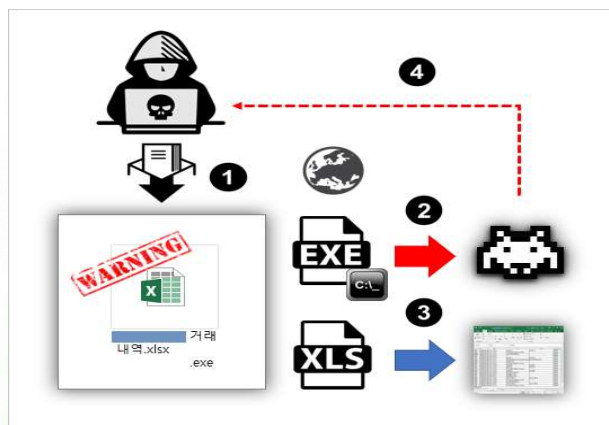 4
1
WARNING
X
거래
내역.xlsx
.exe
2
EXE
C:\_
3
XLS